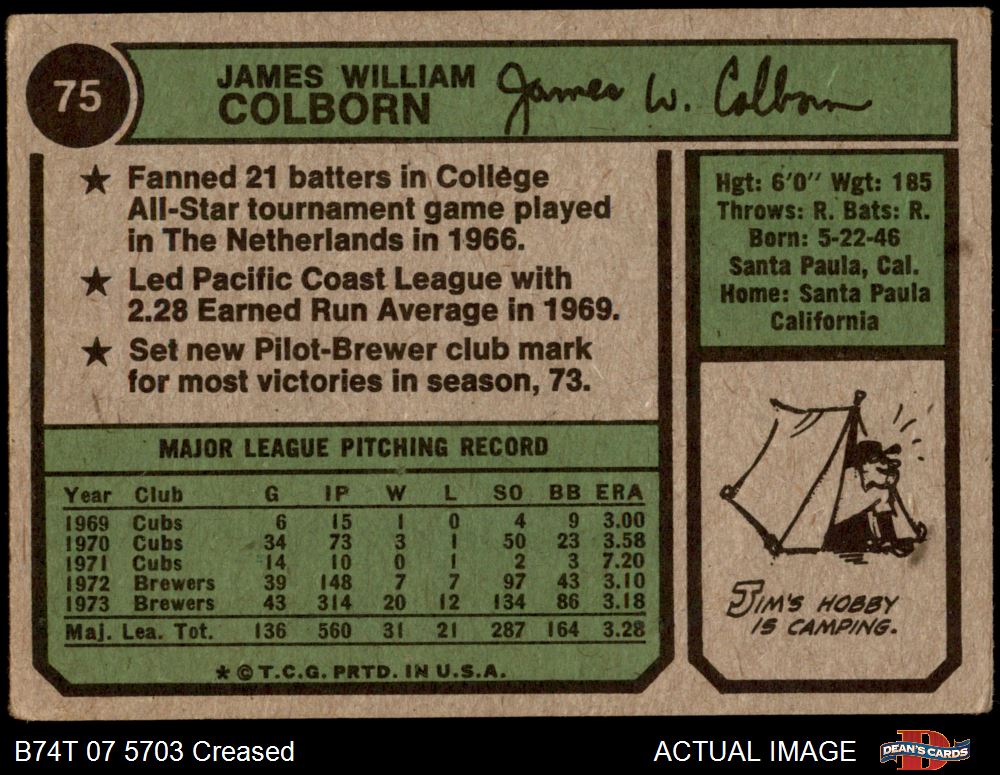 75
JAMES WILLIAM
COLBORN
James W. Colborn
★ Fanned 21 batters in College
All-Star tournament game played
in The Netherlands in 1966.
★ Led Pacific Coast League with
2.28 Earned Run Average in 1969.
★ Set new Pilot-Brewer club mark
for most victories in season, 73.
Hgt: 6'0" Wgt: 185
Throws: R. Bats: R.
Born: 5-22-46
Santa Paula, Cal.
Home: Santa Paula
California
MAJOR LEAGUE PITCHING RECORD
Year Club G IP W L SO BB ERA
1969 Cubs 6 15 1 0 4 9 3.00
1970 Cubs 34 73 3 1 50 23 3.58
1971 Cubs 14 10 0 1 2 3 7.20
1972 Brewers 39 148 7 7 97 43 3.10
1973 Brewers 43 314 20 12 134 86 3.18
Maj. Lea. Tot. 136 560 31 21 287 164 3.28
★ © T.C.G. PRTD. IN U.S.A.
JIM'S HOBBY
IS CAMPING.
B74T 07 5703 Creased
ACTUAL IMAGE
D
DEAN'S CARDS